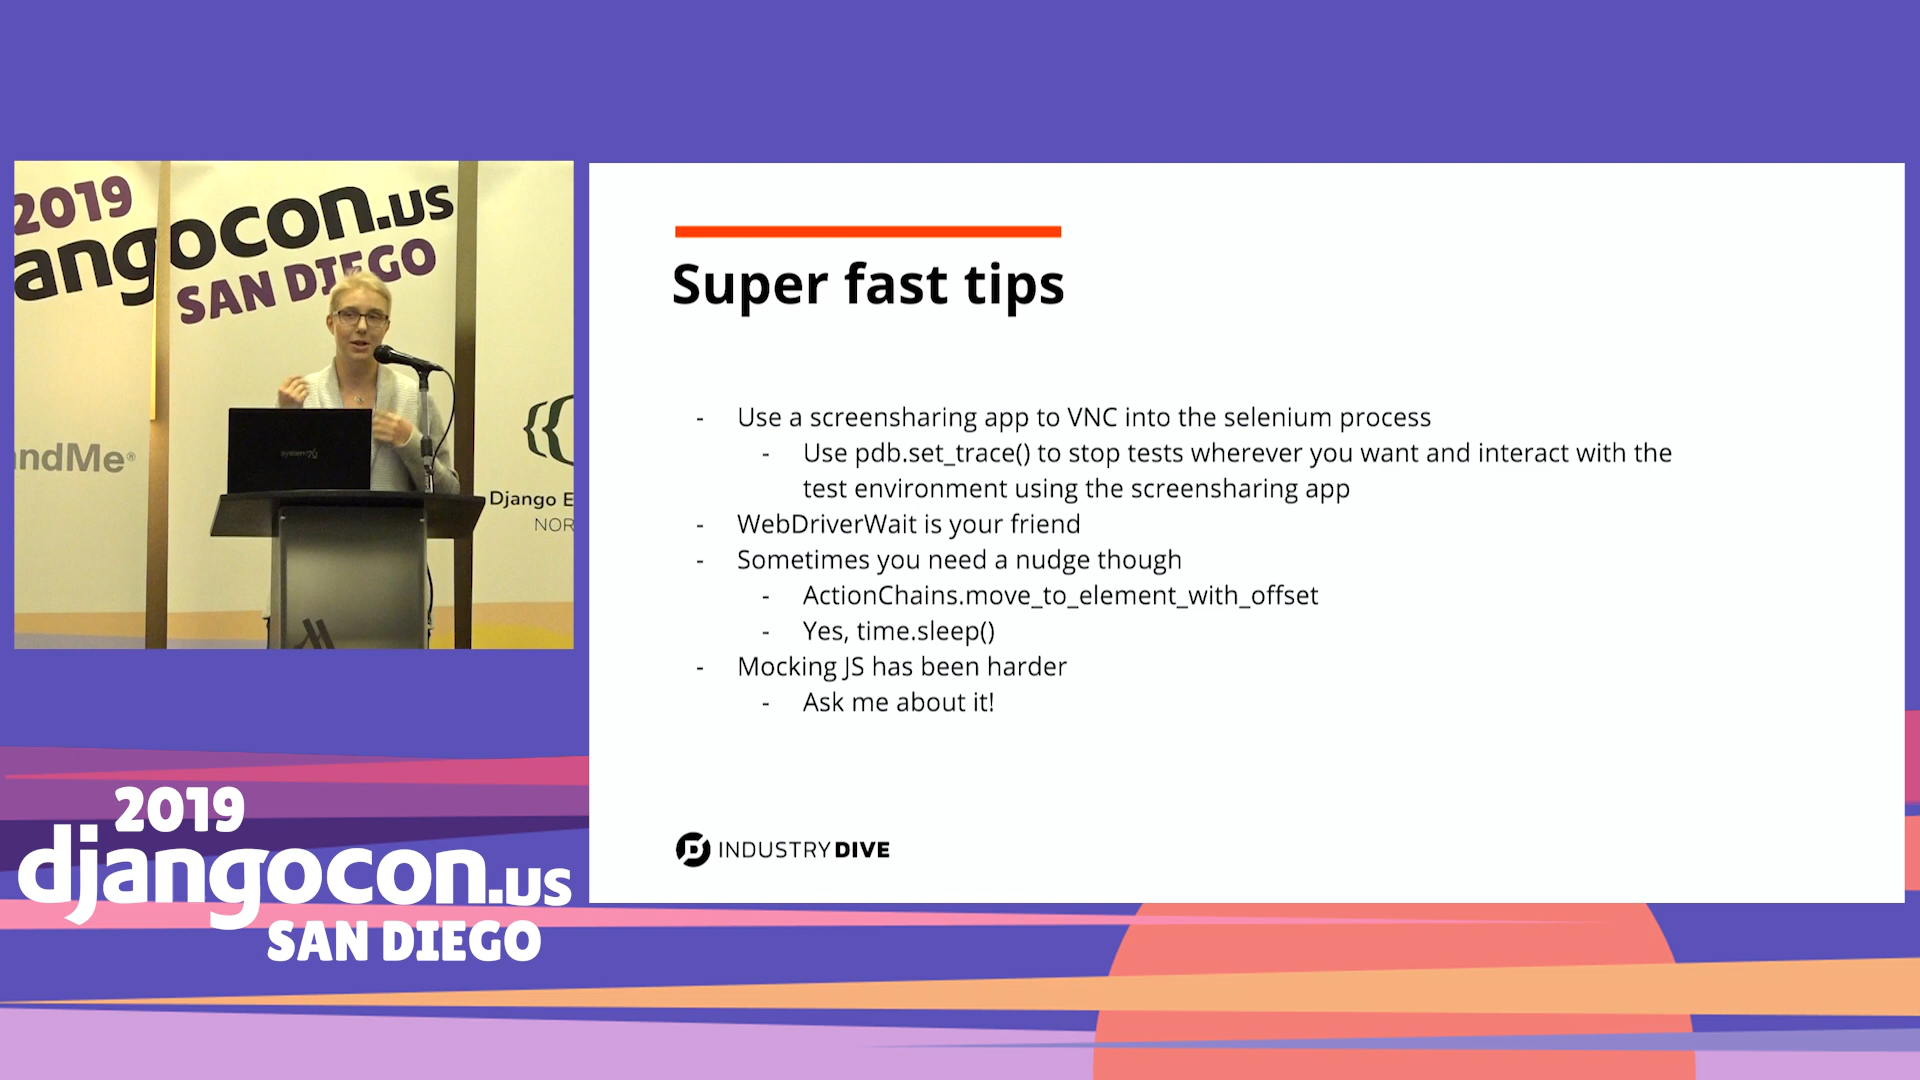 2019
angocon.us
SAN DIEGO
ndMe®
system76
Django E
NOR
Super fast tips
- Use a screensharing app to VNC into the selenium process
- Use pdb.set_trace() to stop tests wherever you want and interact with the
test environment using the screensharing app
- WebDriverWait is your friend
- Sometimes you need a nudge though
- ActionChains.move_to_element_with_offset
- Yes, time.sleep()
- Mocking JS has been harder
- Ask me about it!
INDUSTRY DIVE
2019
djangocon.us
SAN DIEGO